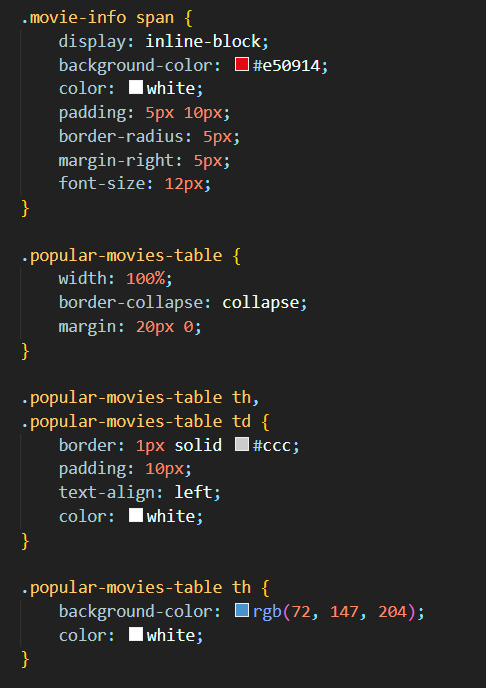 .movie-info span {
    display: inline-block;
    background-color: #e50914;
    color: white;
    padding: 5px 10px;
    border-radius: 5px;
    margin-right: 5px;
    font-size: 12px;
}

.popular-movies-table {
    width: 100%;
    border-collapse: collapse;
    margin: 20px 0;
}

.popular-movies-table th,
.popular-movies-table td {
    border: 1px solid #ccc;
    padding: 10px;
    text-align: left;
    color: white;
}

.popular-movies-table th {
    background-color: rgb(72, 147, 204);
    color: white;
}